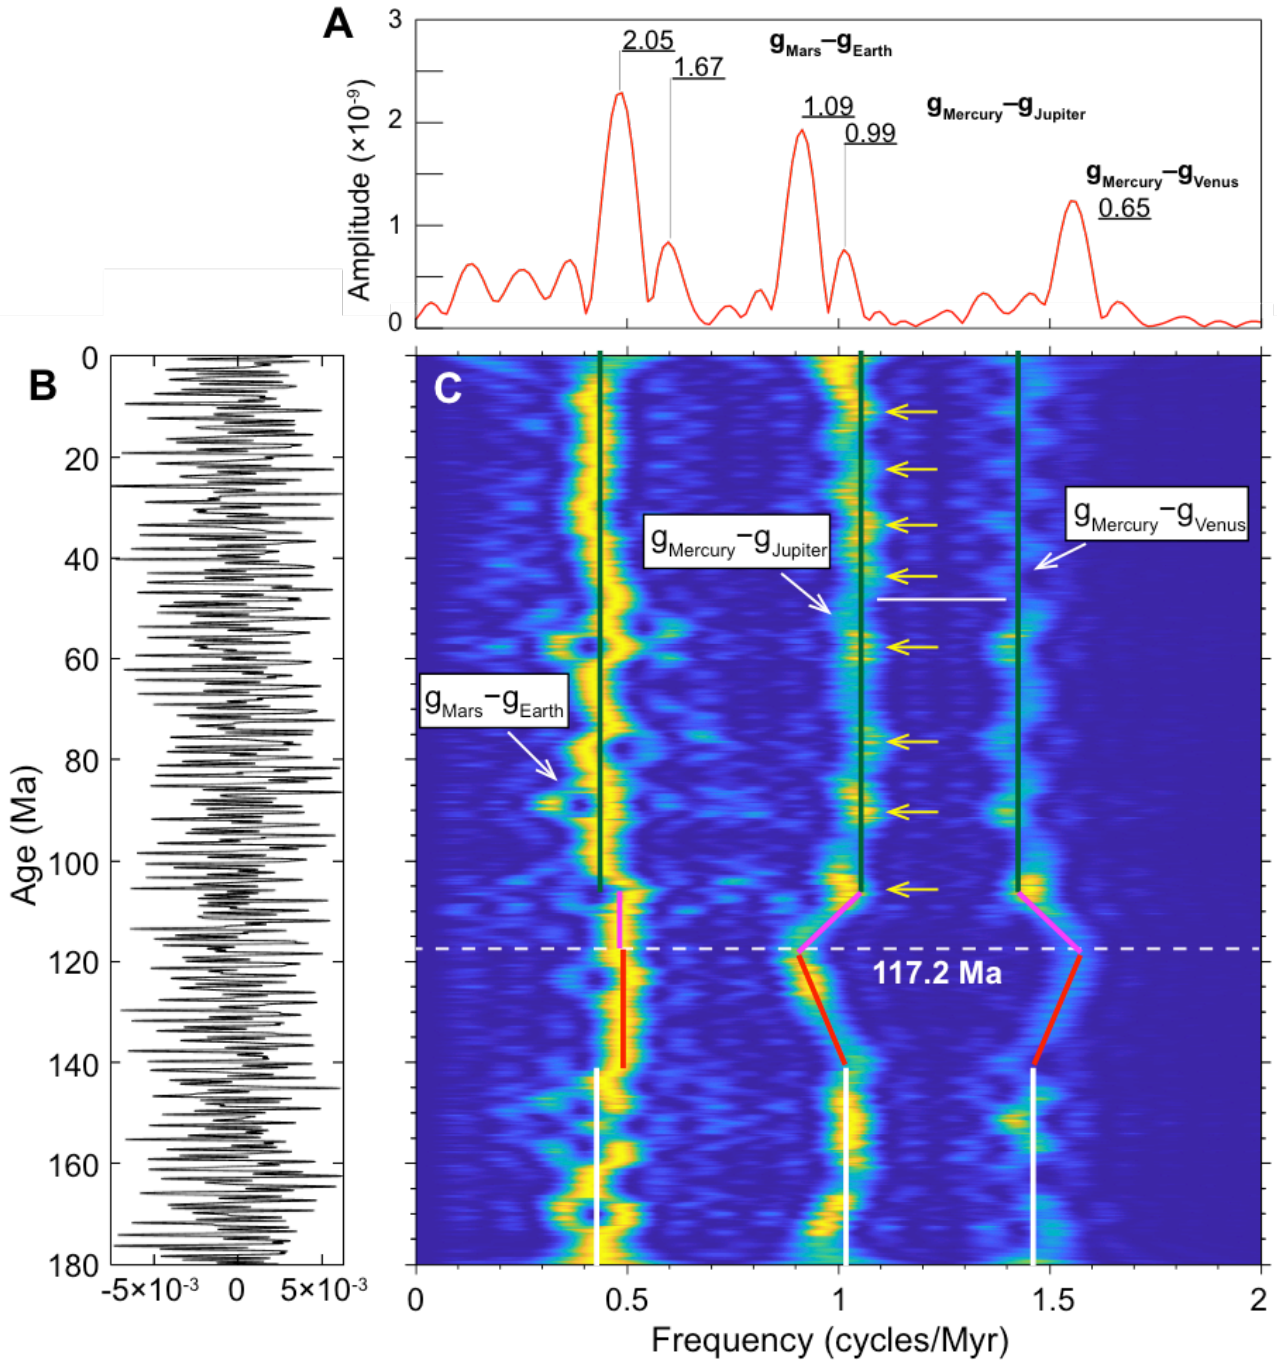 A
3
2
1
0
Amplitude (×10⁻⁹)
2.05
1.67
gMars–gEarth
1.09
0.99
gMercury–gJupiter
gMercury–gVenus
0.65
B
0
20
40
60
80
100
120
140
160
180
Age (Ma)
-5×10⁻³ 0 5×10⁻³
C
gMercury–gJupiter
gMercury–gVenus
gMars–gEarth
117.2 Ma
0 0.5 1 1.5 2
Frequency (cycles/Myr)